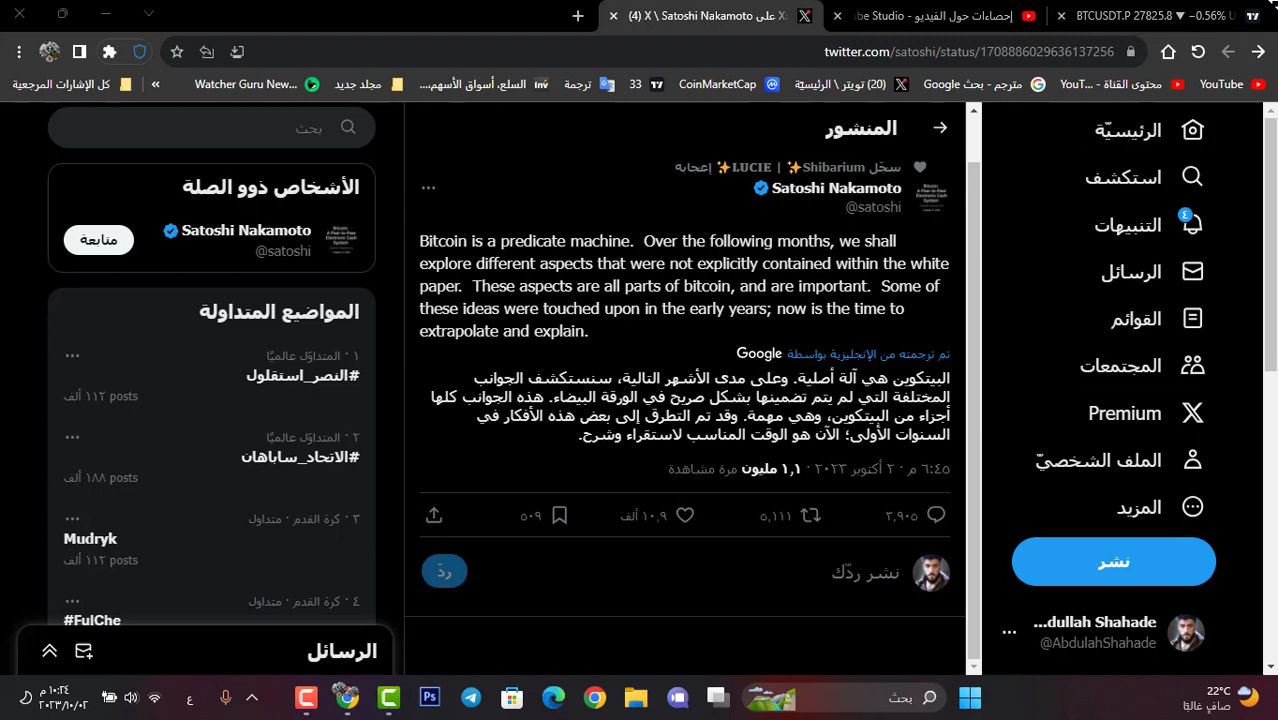 (4) X \ Satoshi Nakamoto على X:
إحصاءات حول الفيديو - be Studio
BTCUSDT.P 27825.8 ▼ −0.56%
twitter.com/satoshi/status/1708886029636137256
YouTube
محتوى القناة - YouT...
مترجم - بحث Google
(20) تويتر \ الرئيسيّة
CoinMarketCap
33
ترجمة
السلع، أسواق الأسهم،...
مجلد جديد
Watcher Guru New...
»
كل الإشارات المرجعية
الرئيسيّة
استكشف
٤
التنبيهات
الرسائل
القوائم
المجتمعات
Premium
الملف الشخصيّ
المزيد
نشر
dullah Shahade...
@AbdulahShahade
المنشور
سجّل Shibarium✨ | LUCIE✨ إعجابه
Satoshi Nakamoto
@satoshi
Bitcoin is a predicate machine.  Over the following months, we shall
explore different aspects that were not explicitly contained within the white
paper.  These aspects are all parts of bitcoin, and are important.  Some of
these ideas were touched upon in the early years; now is the time to
extrapolate and explain.
تم ترجمته من الإنجليزية بواسطة Google
البيتكوين هي آلة أصلية. وعلى مدى الأشهر التالية، سنستكشف الجوانب
المختلفة التي لم يتم تضمينها بشكل صريح في الورقة البيضاء. هذه الجوانب كلها
أجزاء من البيتكوين، وهي مهمة. وقد تم التطرق إلى بعض هذه الأفكار في
السنوات الأولى؛ الآن هو الوقت المناسب لاستقراء وشرح.
٦:٤٥ م · ٢ أكتوبر ٢٠٢٣ ١٫١ مليون مرة مشاهدة
٣٬٩٠٥
٥٬١١١
١٠٫٩ ألف
٥٠٩
نشر ردّك
ردّ
بحث
الأشخاص ذوو الصلة
Satoshi Nakamoto
@satoshi
متابعة
المواضيع المتداولة
١ · المتداوَل عالميًا
#النصر_استقلول
١١٢ ألف posts
٢ · المتداوَل عالميًا
#الاتحاد_ساباهان
١٨٨ ألف posts
٣ كرة القدم · متداول
Mudryk
١١٢ ألف posts
٤ كرة القدم · متداول
#FulChe
الرسائل
22°C
صافٍ غالبًا
بحث
ع
١٠:٢٤ م
٢٠٢٣/١٠/٠٢